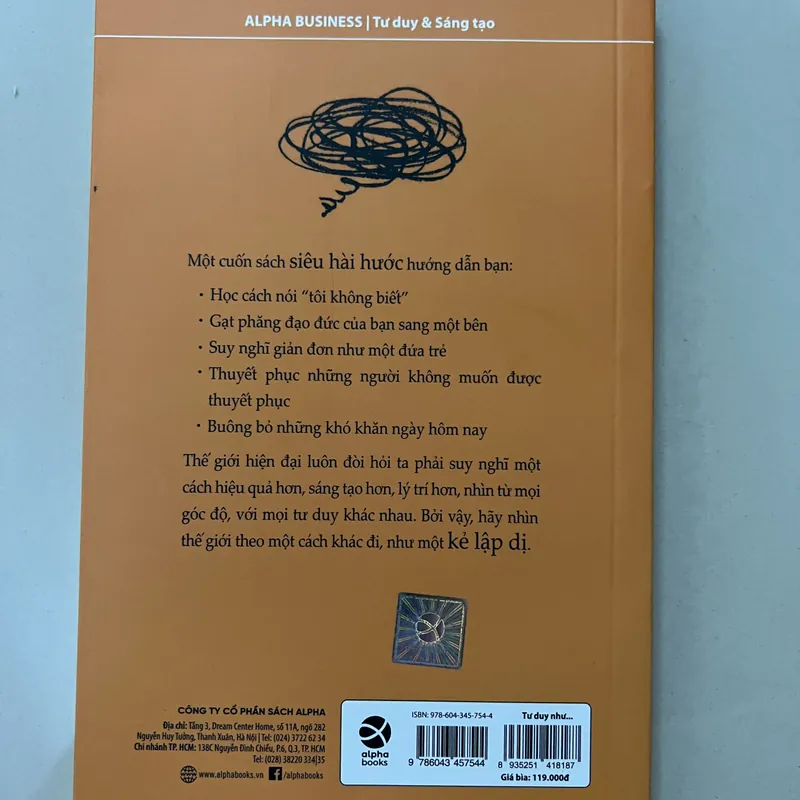 ALPHA BUSINESS | Tư duy & Sáng tạo
Một cuốn sách siêu hài hước hướng dẫn bạn:
• Học cách nói “tôi không biết”
• Gạt phăng đạo đức của bạn sang một bên
• Suy nghĩ giản đơn như một đứa trẻ
• Thuyết phục những người không muốn được
thuyết phục
• Buông bỏ những khó khăn ngày hôm nay
Thế giới hiện đại luôn đòi hỏi ta phải suy nghĩ một
cách hiệu quả hơn, sáng tạo hơn, lý trí hơn, nhìn từ mọi
góc độ, với mọi tư duy khác nhau. Bởi vậy, hãy nhìn
thế giới theo một cách khác đi, như một kẻ lập dị.
CÔNG TY CỔ PHẦN SÁCH ALPHA
Địa chỉ: Tầng 3, Dream Center Home, số 11A, ngõ 282
Nguyễn Huy Tưởng, Thanh Xuân, Hà Nội | Tel: (024) 3722 62 34
Chi nhánh TP. HCM: 138C Nguyễn Đình Chiểu, P.6, Q.3, TP. HCM
Tel: (028) 38220 334|35
www.alphabooks.vn /alphabooks
alpha
books
ISBN: 978-604-345-754-4
9 786043 457544
Tư duy như...
8 935251 418187
Giá bìa: 119.000đ